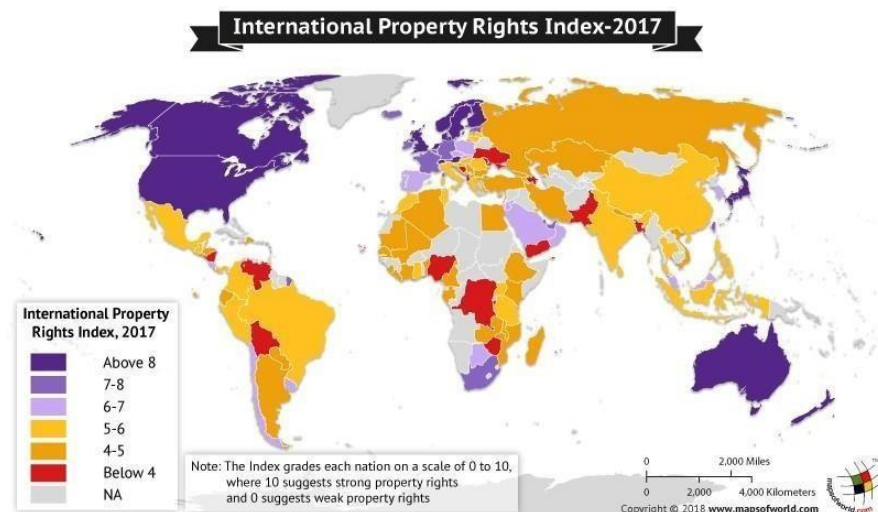 International Property Rights Index-2017
International Property
Rights Index, 2017
Above 8
7-8
6-7
5-6
4-5
Below 4
NA
Note: The Index grades each nation on a scale of 0 to 10,
where 10 suggests strong property rights
and 0 suggests weak property rights
0 2,000 Miles
0 2,000 4,000 Kilometers
Copyright © 2018 www.mapsofworld.com
mapsofworld.com